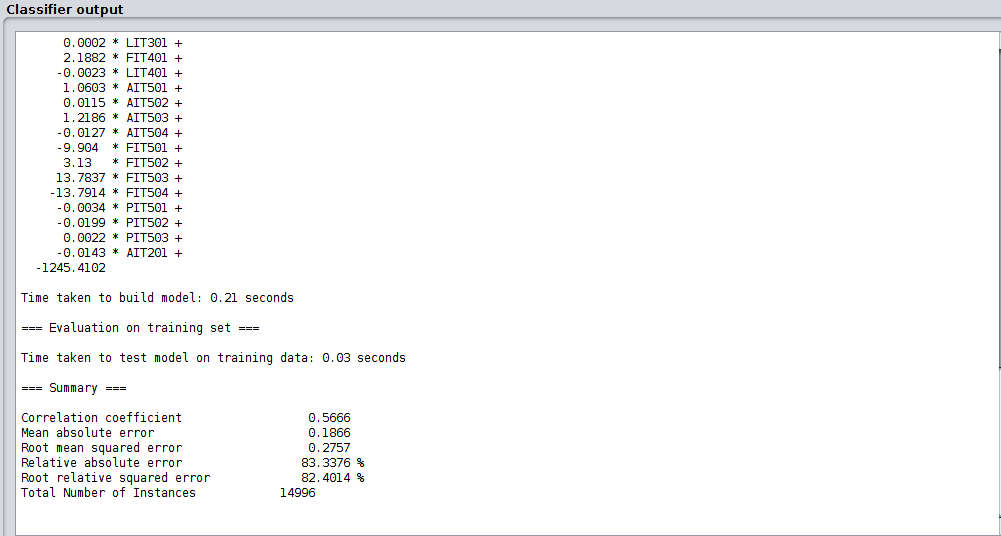 Classifier output
0.0002 * LIT301 +
2.1882 * FIT401 +
-0.0023 * LIT401 +
1.0603 * AIT501 +
0.0115 * AIT502 +
1.2186 * AIT503 +
-0.0127 * AIT504 +
-9.904 * FIT501 +
3.13 * FIT502 +
13.7837 * FIT503 +
-13.7914 * FIT504 +
-0.0034 * PIT501 +
-0.0199 * PIT502 +
0.0022 * PIT503 +
-0.0143 * AIT201 +
-1245.4102
Time taken to build model: 0.21 seconds
=== Evaluation on training set ===
Time taken to test model on training data: 0.03 seconds
=== Summary ===
Correlation coefficient 0.5666
Mean absolute error 0.1866
Root mean squared error 0.2757
Relative absolute error 83.3376 %
Root relative squared error 82.4014 %
Total Number of Instances 14996